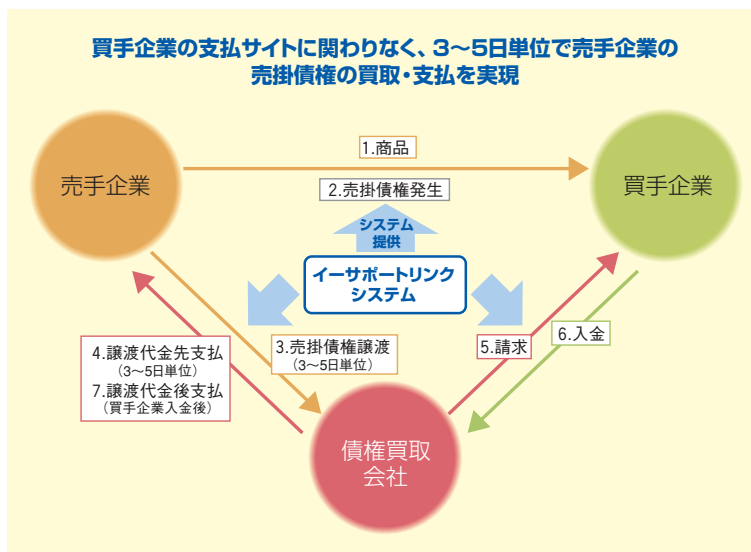 買手企業の支払サイトに関わりなく、3～5日単位で売手企業の
売掛債権の買取・支払を実現
売手企業
1.商品
買手企業
2.売掛債権発生
システム
提供
イーサポートリンク
システム
4.譲渡代金先支払
（3～5日単位）
7.譲渡代金後支払
（買手企業入金後）
3.売掛債権譲渡
（3～5日単位）
5.請求
6.入金
債権買取
会社